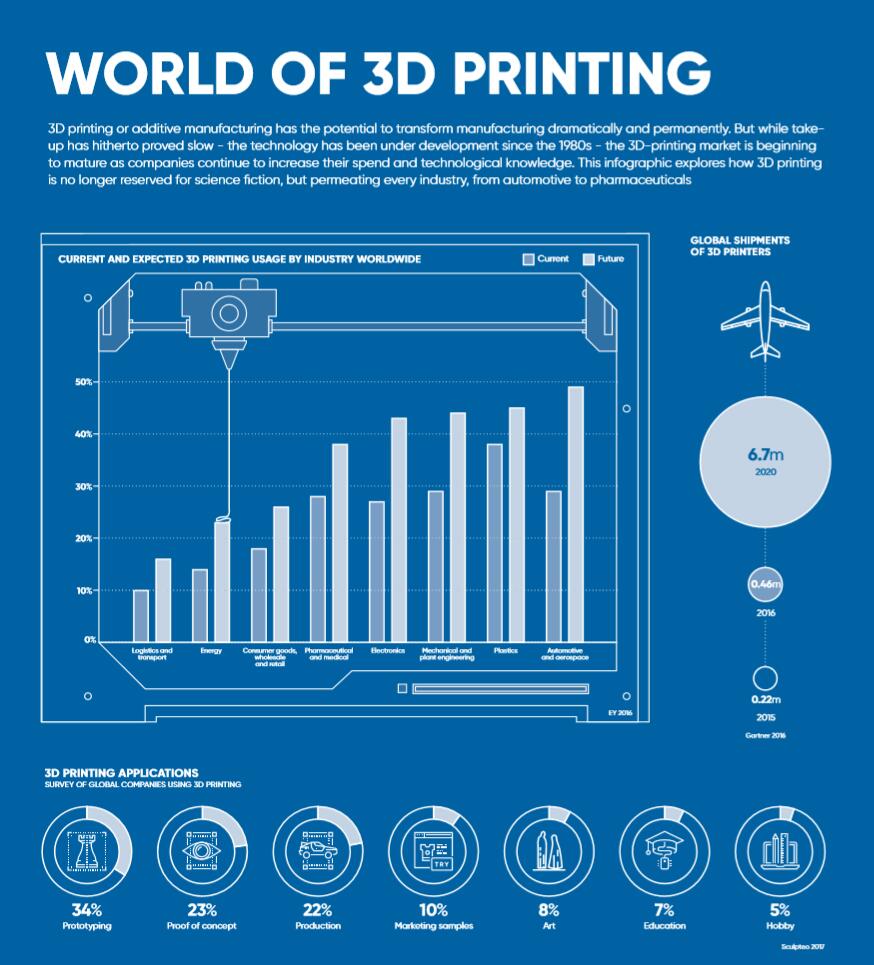 WORLD OF 3D PRINTING
3D printing or additive manufacturing has the potential to transform manufacturing dramatically and permanently. But while take-
up has hitherto proved slow - the technology has been under development since the 1980s - the 3D-printing market is beginning
to mature as companies continue to increase their spend and technological knowledge. This infographic explores how 3D printing
is no longer reserved for science fiction, but permeating every industry, from automotive to pharmaceuticals
CURRENT AND EXPECTED 3D PRINTING USAGE BY INDUSTRY WORLDWIDE
Current
Future
50%
40%
30%
20%
10%
0%
Logistics and
transport
Energy
Consumer goods,
wholesale
and retail
Pharmaceutical
and medical
Electronics
Mechanical and
plant engineering
Plastics
Automotive
and aerospace
EY 2016
GLOBAL SHIPMENTS
OF 3D PRINTERS
6.7m
2020
0.46m
2016
0.22m
2015
Gartner 2016
3D PRINTING APPLICATIONS
SURVEY OF GLOBAL COMPANIES USING 3D PRINTING
TRY
34%
Prototyping
23%
Proof of concept
22%
Production
10%
Marketing samples
8%
Art
7%
Education
5%
Hobby
Sculpteo 2017